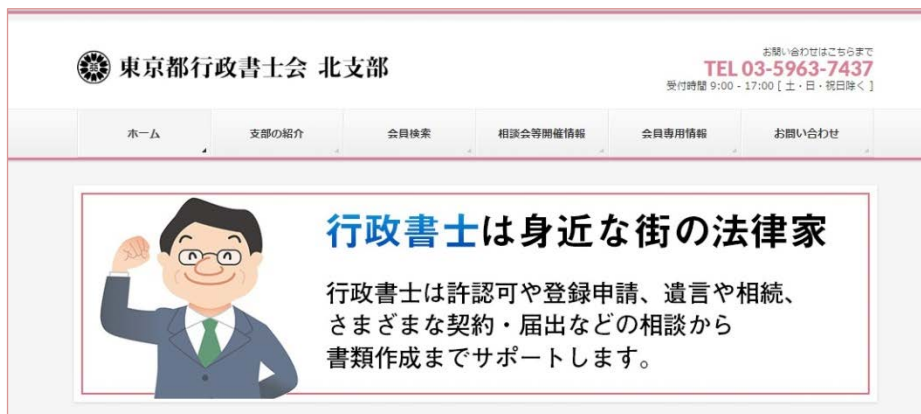 東京都行政書士会 北支部
お問い合わせはこちらまで
TEL 03-5963-7437
受付時間 9:00 - 17:00 [ 土・日・祝日除く ]
ホーム 支部の紹介 会員検索 相談会等開催情報 会員専用情報 お問い合わせ
行政書士は身近な街の法律家
行政書士は許認可や登録申請、遺言や相続、
さまざまな契約・届出などの相談から
書類作成までサポートします。